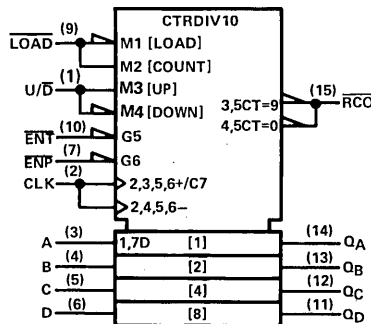 CTRDIV10
LOAD (9) M1 [LOAD]
M2 [COUNT]
U/D (1) M3 [UP]
M4 [DOWN]
3,5CT=9 (15) RCO
4,5CT=0
ENT (10) G5
ENP (7) G6
CLK (2) 2,3,5,6+/C7
2,4,5,6−
A (3) 1,7D [1] (14) QA
B (4) [2] (13) QB
C (5) [4] (12) QC
D (6) [8] (11) QD